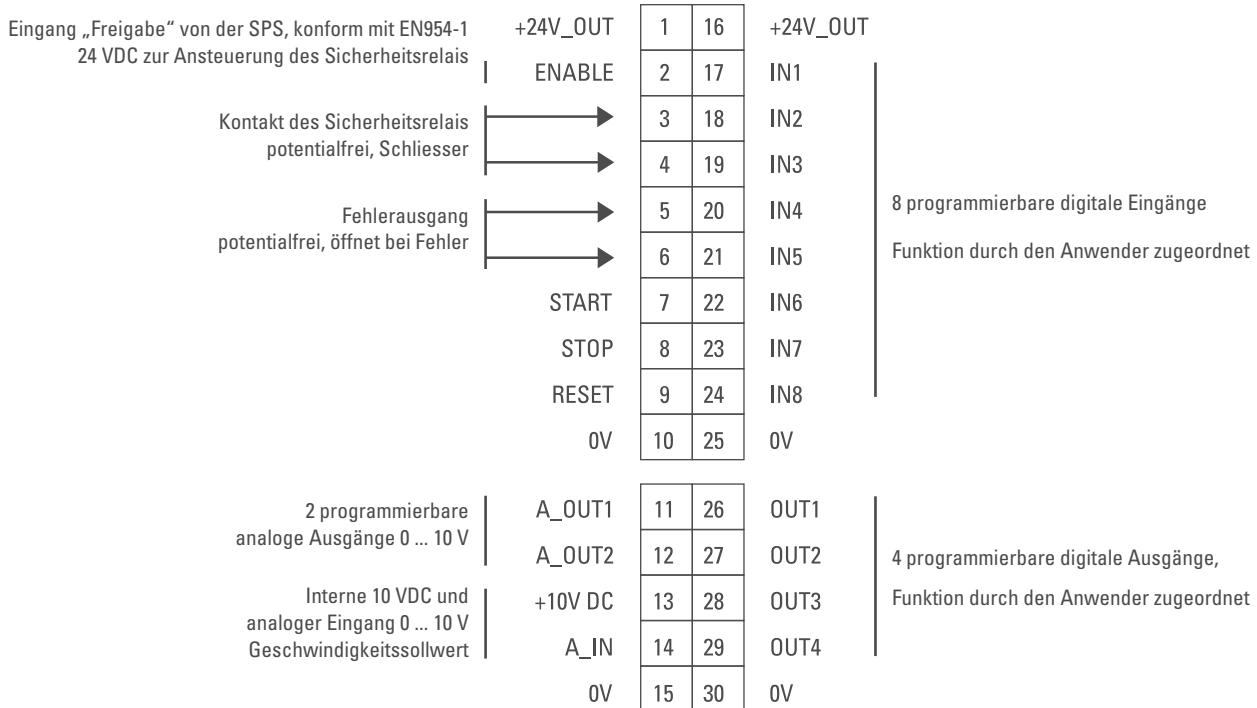 Eingang „Freigabe“ von der SPS, konform mit EN954-1
24 VDC zur Ansteuerung des Sicherheitsrelais
+24V_OUT 1 16 +24V_OUT
ENABLE 2 17 IN1
Kontakt des Sicherheitsrelais
potentialfrei, Schliesser
3 18 IN2
4 19 IN3
Fehlerausgang
potentialfrei, öffnet bei Fehler
5 20 IN4
6 21 IN5
8 programmierbare digitale Eingänge
Funktion durch den Anwender zugeordnet
START 7 22 IN6
STOP 8 23 IN7
RESET 9 24 IN8
0V 10 25 0V
2 programmierbare
analoge Ausgänge 0 ... 10 V
A_OUT1 11 26 OUT1
A_OUT2 12 27 OUT2
4 programmierbare digitale Ausgänge,
Funktion durch den Anwender zugeordnet
Interne 10 VDC und
analoger Eingang 0 ... 10 V
Geschwindigkeitssollwert
+10V DC 13 28 OUT3
A_IN 14 29 OUT4
0V 15 30 0V